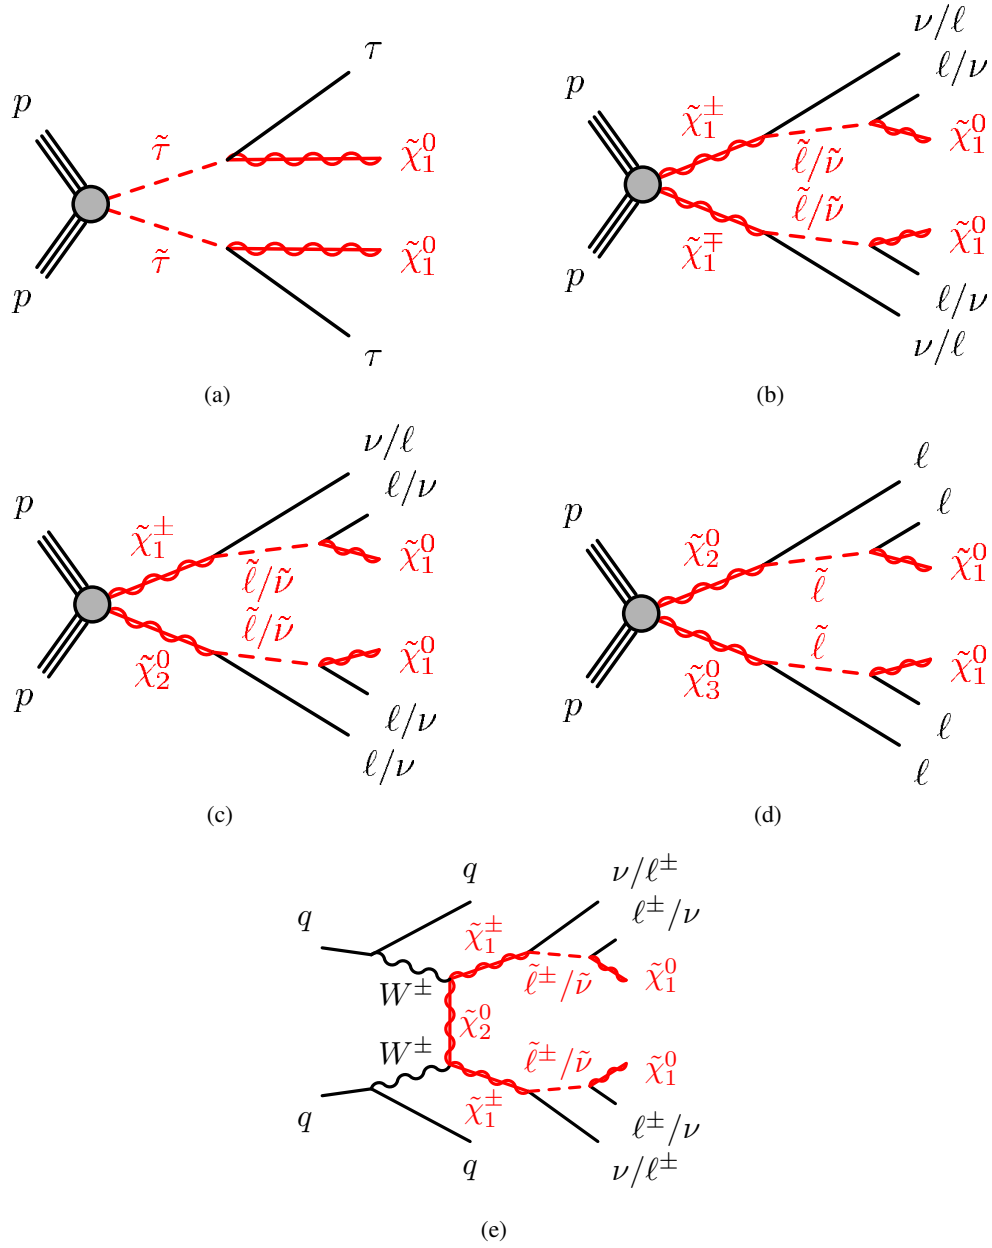 τ
p
τ̃
χ̃₁⁰
χ̃₁⁰
τ̃
p
τ
(a)
ν/ℓ
ℓ/ν
p
χ̃₁±
χ̃₁⁰
ℓ̃/ν̃
ℓ̃/ν̃
χ̃₁∓
χ̃₁⁰
p
ℓ/ν
ν/ℓ
(b)
ν/ℓ
ℓ/ν
p
χ̃₁±
χ̃₁⁰
ℓ̃/ν̃
ℓ̃/ν̃
χ̃₂⁰
χ̃₁⁰
p
ℓ/ν
ℓ/ν
(c)
ℓ
ℓ
p
χ̃₂⁰
χ̃₁⁰
ℓ̃
ℓ̃
χ̃₃⁰
χ̃₁⁰
p
ℓ
ℓ
(d)
q
ν/ℓ±
q
ℓ±/ν
χ̃₁±
W±
ℓ̃±/ν̃
χ̃₁⁰
χ̃₂⁰
W±
ℓ̃±/ν̃
χ̃₁⁰
χ̃₁±
q
ℓ±/ν
q
ν/ℓ±
(e)